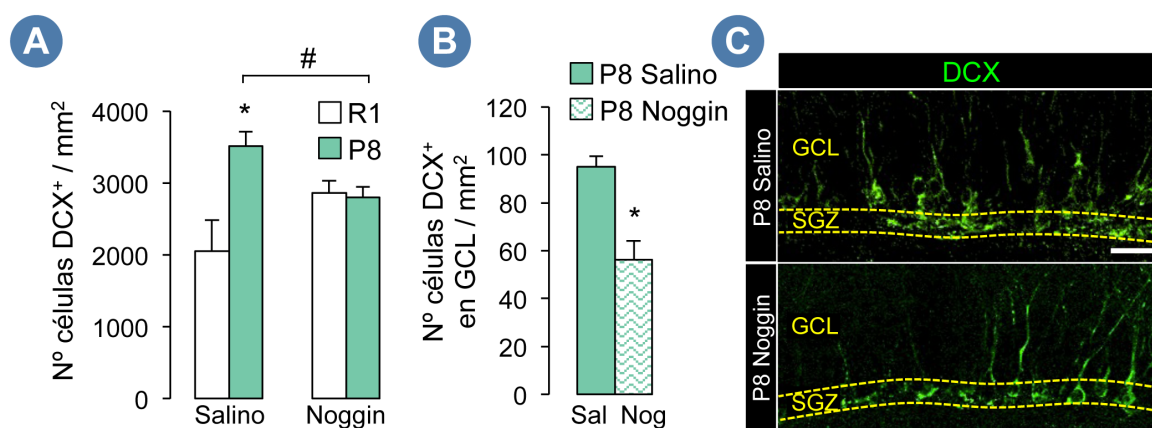 A
#
*
R1
P8
Nº células DCX⁺ / mm²
4000
3000
2000
1000
0
Salino
Noggin
B
P8 Salino
P8 Noggin
Nº células DCX⁺
en GCL / mm²
120
100
80
60
40
20
0
*
Sal Nog
C
DCX
P8 Salino
GCL
SGZ
P8 Noggin
GCL
SGZ